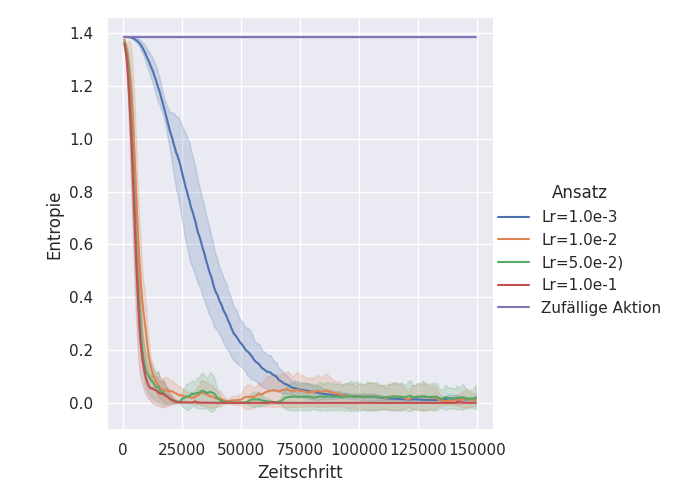 1.4
1.2
1.0
0.8
0.6
0.4
0.2
0.0
Entropie
0 25000 50000 75000 100000 125000 150000
Zeitschritt
Ansatz
Lr=1.0e-3
Lr=1.0e-2
Lr=5.0e-2)
Lr=1.0e-1
Zufällige Aktion